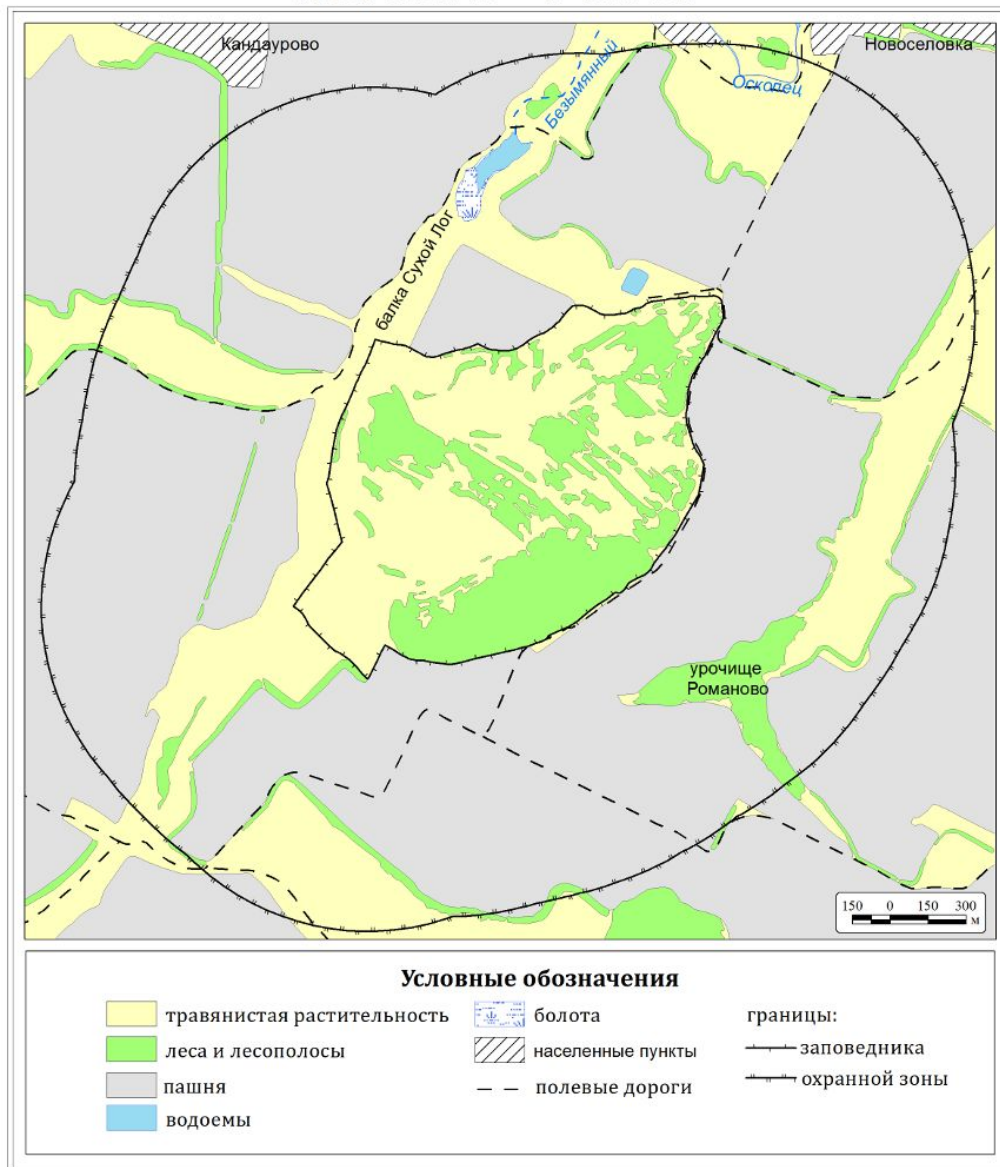 Кандаурово
Новоселовка
Безымянный
Осколец
балка Сухой Лог
урочище
Романово
150 0 150 300
м
Условные обозначения
травянистая растительность
леса и лесополосы
пашня
водоемы
болота
населенные пункты
полевые дороги
границы:
заповедника
охранной зоны